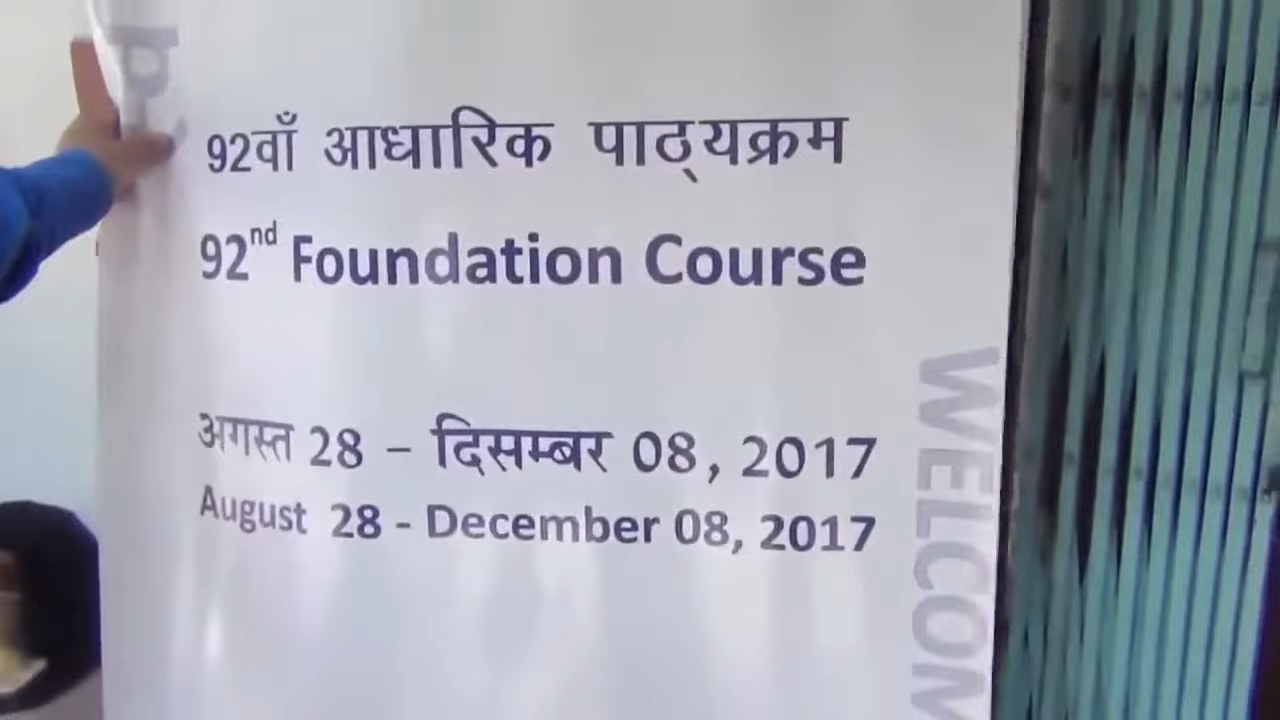 92वाँ आधारिक पाठ्यक्रम
92nd Foundation Course
अगस्त 28 - दिसम्बर 08, 2017
August 28 - December 08, 2017
WELCOM